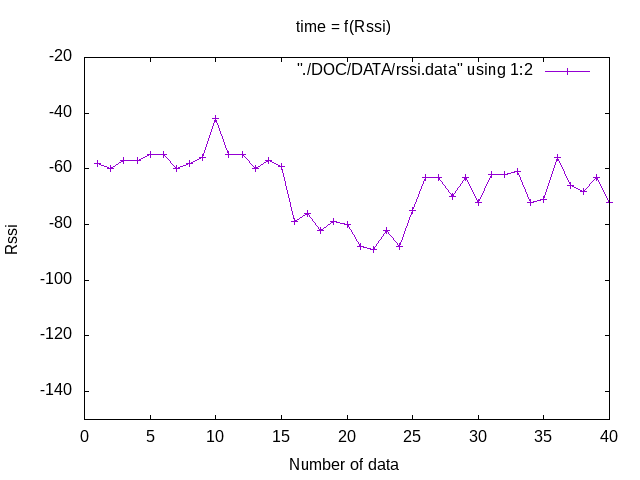 time = f(Rssi)
"./DOC/DATA/rssi.data" using 1:2
-20
-40
-60
-80
-100
-120
-140
Rssi
0 5 10 15 20 25 30 35 40
Number of data